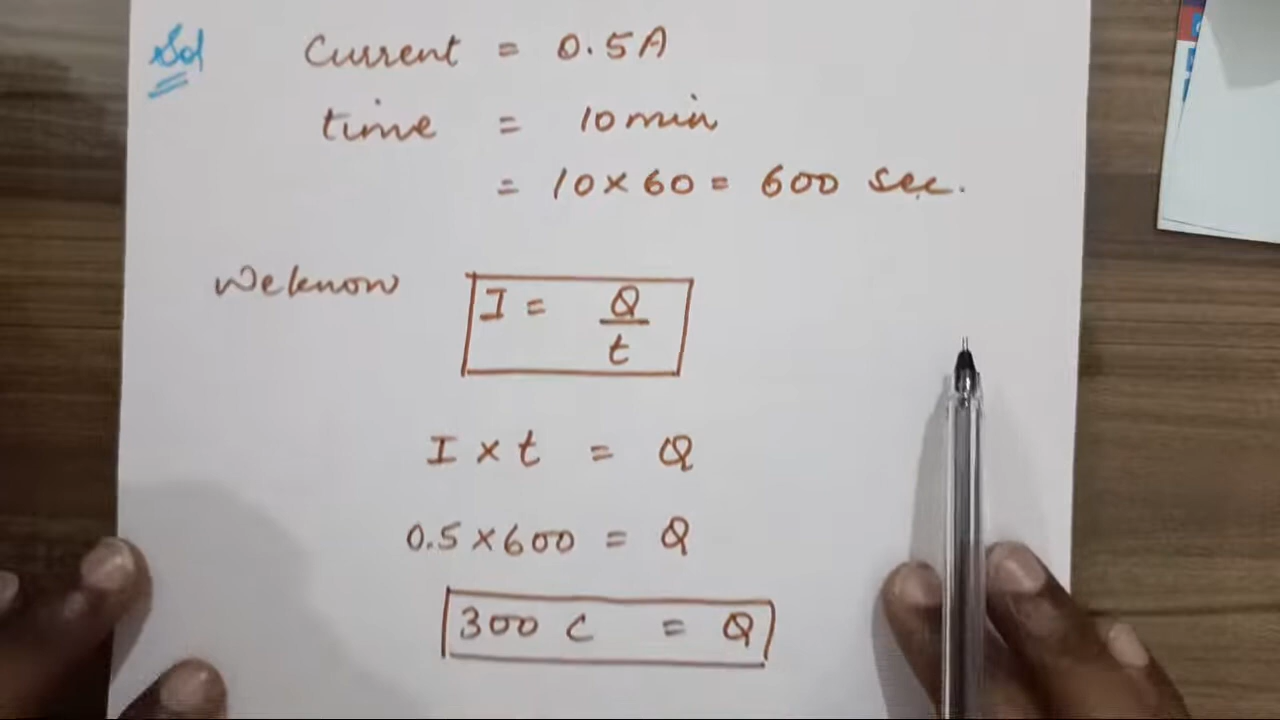 Sol
Current = 0.5A
time = 10 min
= 10 × 60 = 600 sec.
We know
I = Q/t
I × t = Q
0.5 × 600 = Q
300 C = Q